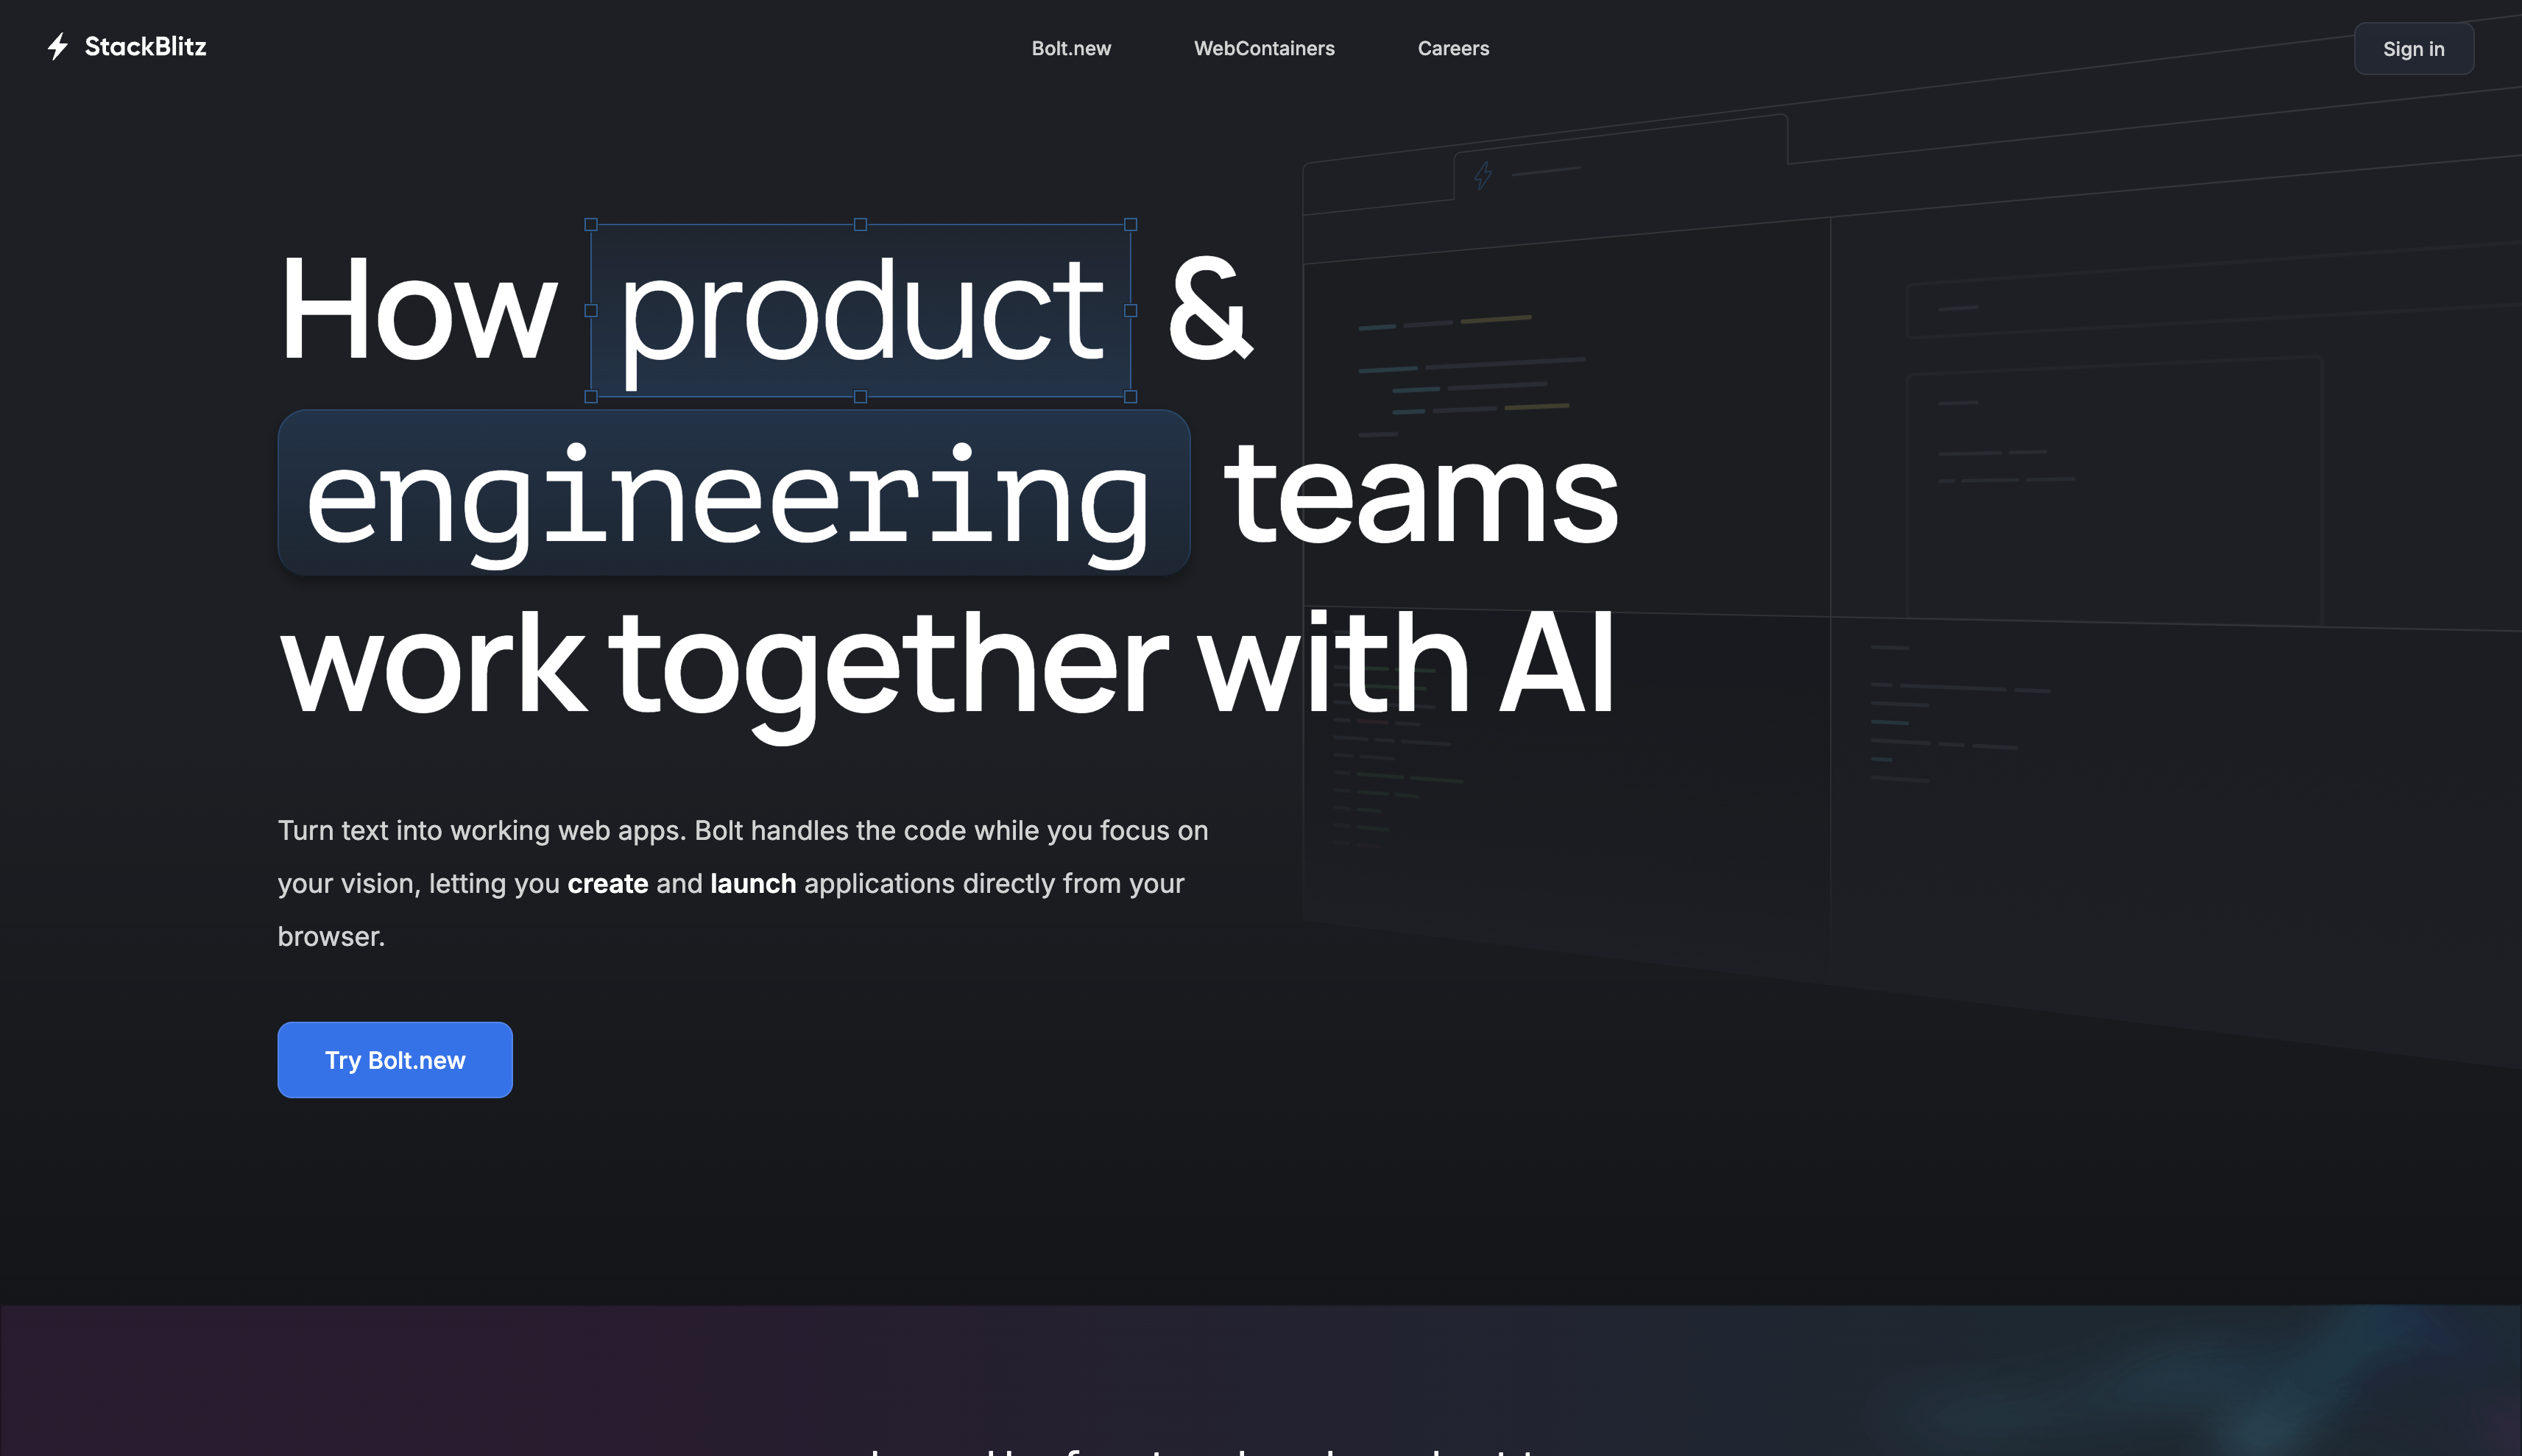 StackBlitz
Bolt.new
WebContainers
Careers
Sign in
How product &
engineering teams
work together with AI
Turn text into working web apps. Bolt handles the code while you focus on
your vision, letting you create and launch applications directly from your
browser.
Try Bolt.new